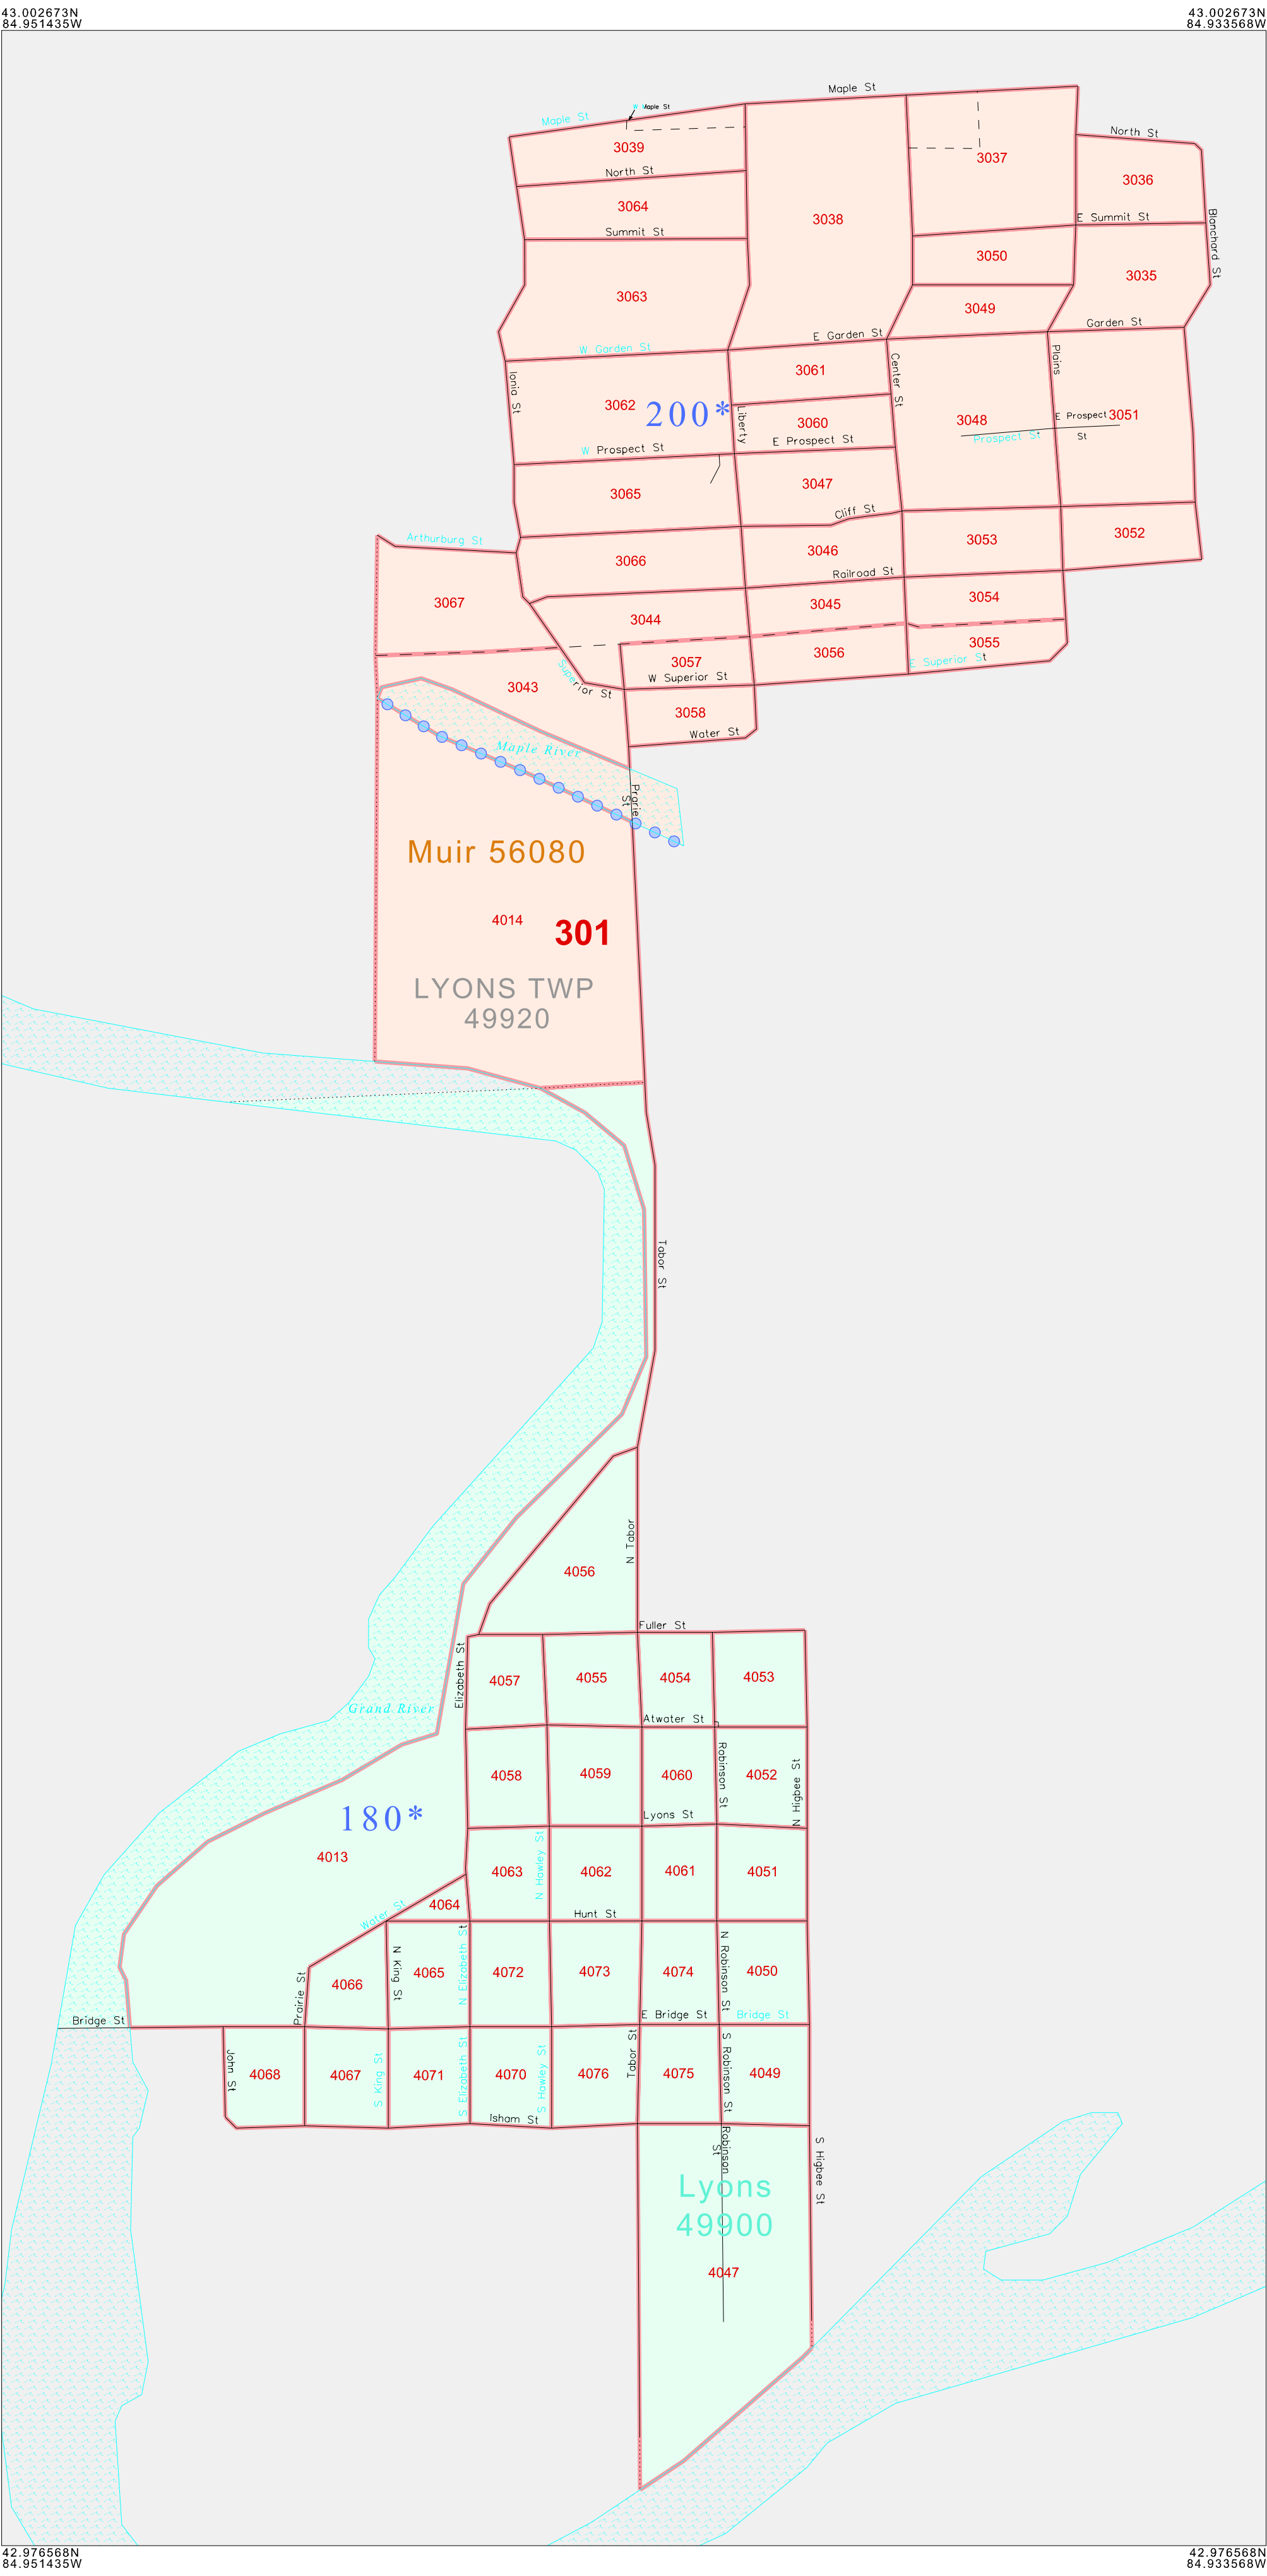 43.002673N
84.951435W
43.002673N
84.933568W
Maple St
W Maple St
Maple St
North St
3039
3037
North St
3036
3064
E Summit St
Blanchard St
3038
Summit St
3050
3035
3063
3049
Garden St
E Garden St
W Garden St
Ionia St
3061
Center St
Plains
3062
200*
Liberty
3060
3048
E Prospect
St
3051
Prospect St
E Prospect St
W Prospect St
3065
3047
Cliff St
Arthurburg St
3066
3046
3053
3052
Railroad St
3067
3044
3045
3054
3057
3056
3055
E Superior St
Superior St
W Superior St
3043
3058
Water St
Maple River
Prairie
St
Muir 56080
4014
301
LYONS TWP
49920
Tabor St
N Tabor
4056
Fuller St
Elizabeth St
4057
4055
4054
4053
Grand River
Atwater St
4058
4059
4060
Robinson St
4052
N Higbee St
Lyons St
180*
4013
4063
N Hawley St
4062
4061
4051
4064
Water St
Hunt St
4066
N King St
4065
N Elizabeth St
4072
4073
4074
N Robinson St
4050
Prairie St
Bridge St
E Bridge St
Bridge St
John St
4068
4067
S King St
4071
S Elizabeth St
4070
S Hawley St
4076
Tabor St
4075
S Robinson St
4049
Isham St
Robinson
St
S Higbee St
Lyons
49900
4047
42.976568N
84.951435W
42.976568N
84.933568W